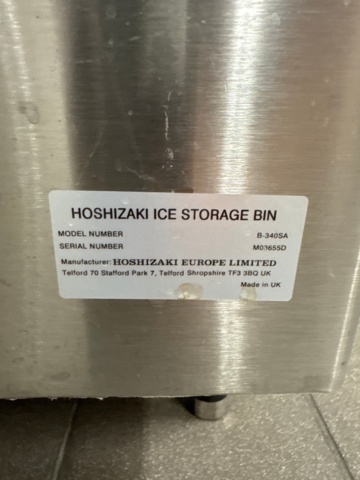 HOSHIZAKI ICE STORAGE BIN
MODEL NUMBER B-340SA
SERIAL NUMBER M03655D
Manufacturer: HOSHIZAKI EUROPE LIMITED
Telford 70 Stafford Park 7, Telford Shropshire TF3 3BQ UK
Made in UK